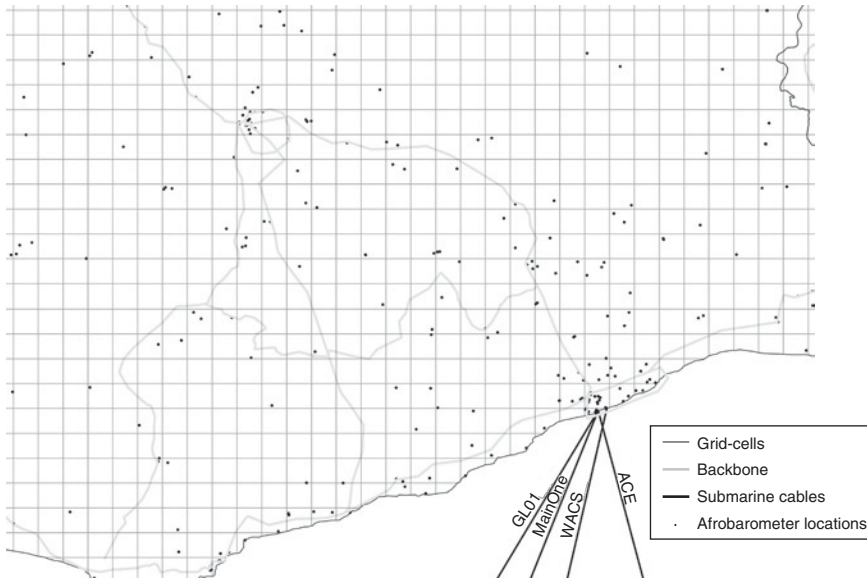 GL01
MainOne
WACS
ACE
Grid-cells
Backbone
Submarine cables
Afrobarometer locations